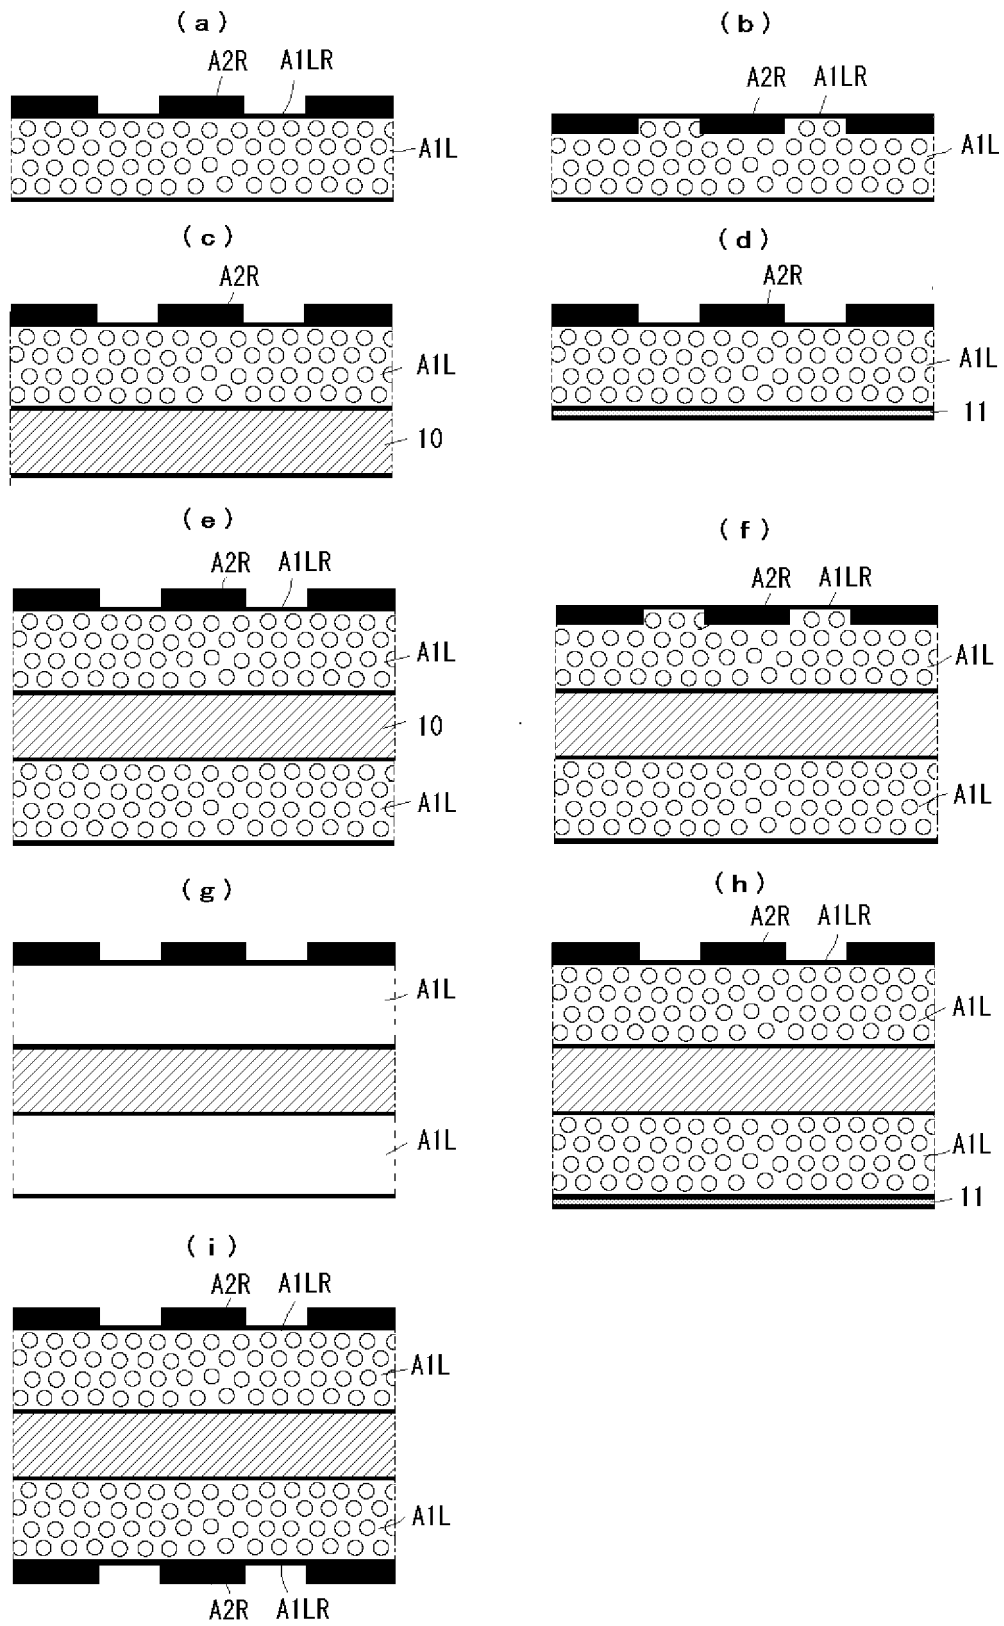 (a)
A2R A1LR
A1L
(b)
A2R A1LR
A1L
(c)
A2R
A1L
10
(d)
A2R
A1L
11
(e)
A2R A1LR
A1L
10
A1L
(f)
A2R A1LR
A1L
A1L
(g)
A1L
A1L
(h)
A2R A1LR
A1L
A1L
11
(i)
A2R A1LR
A1L
A1L
A2R A1LR